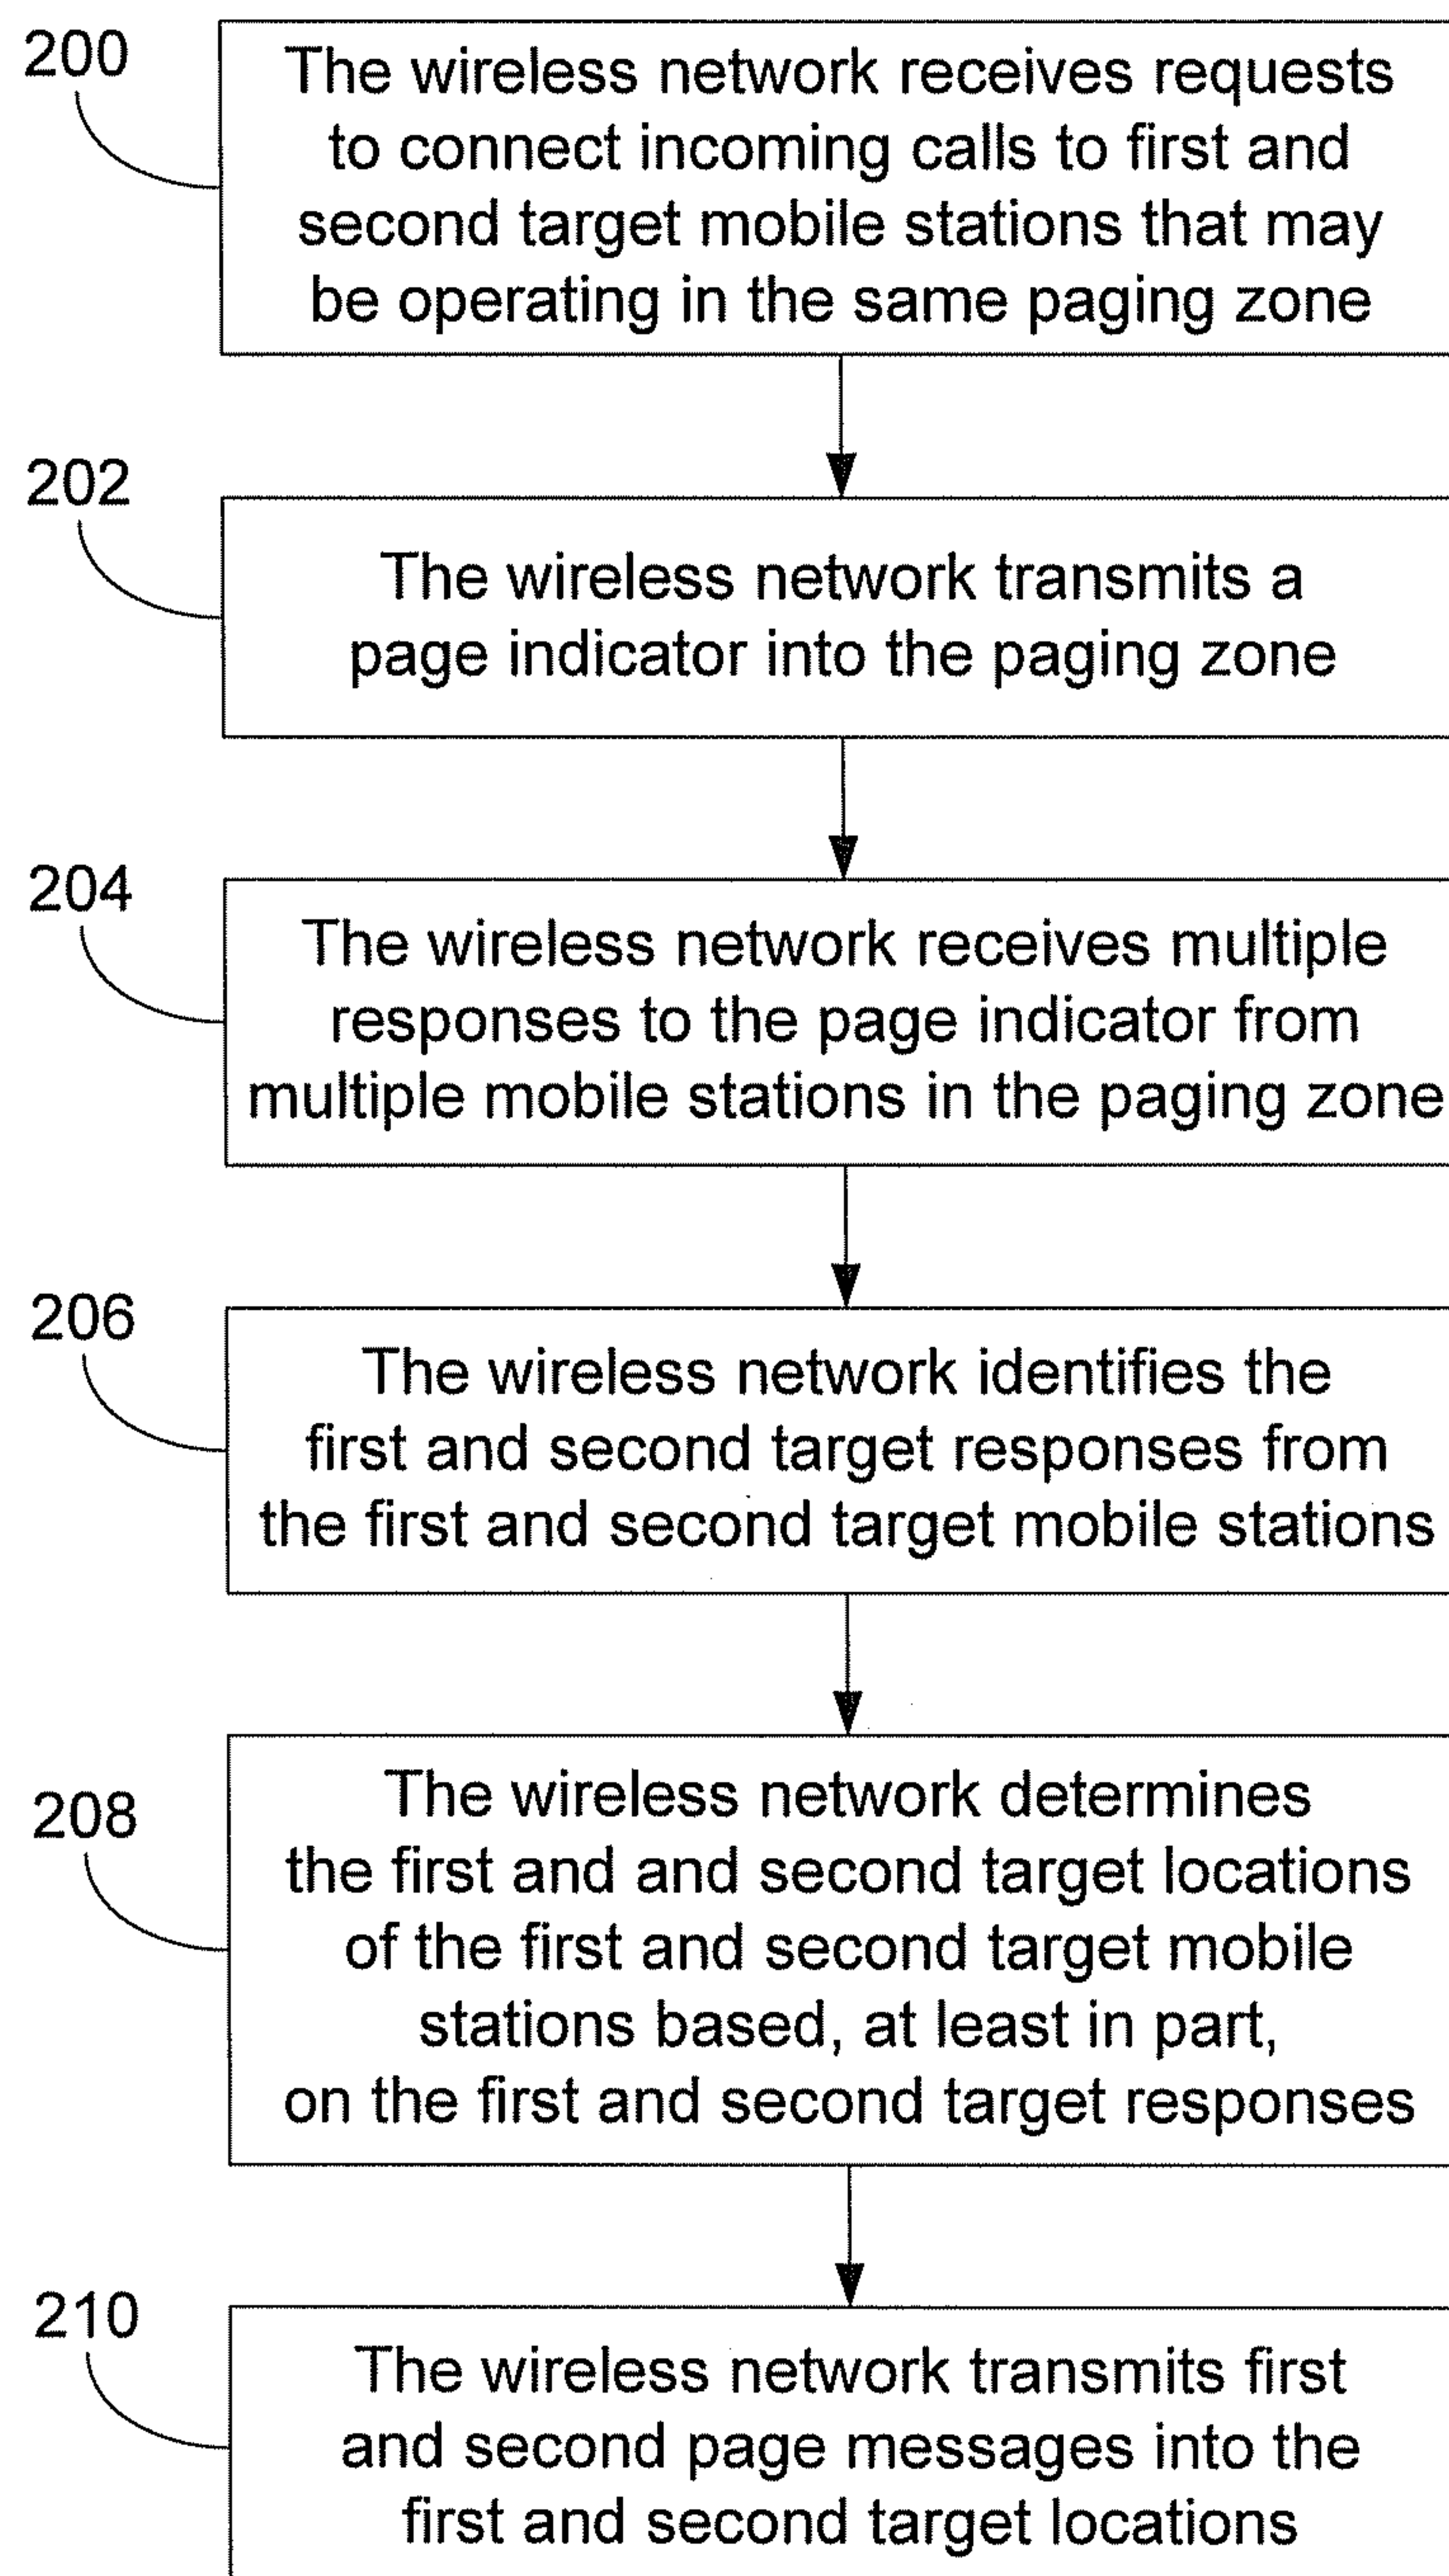 200
The wireless network receives requests
to connect incoming calls to first and
second target mobile stations that may
be operating in the same paging zone
202
The wireless network transmits a
page indicator into the paging zone
204
The wireless network receives multiple
responses to the page indicator from
multiple mobile stations in the paging zone
206
The wireless network identifies the
first and second target responses from
the first and second target mobile stations
208
The wireless network determines
the first and and second target locations
of the first and second target mobile
stations based, at least in part,
on the first and second target responses
210
The wireless network transmits first
and second page messages into the
first and second target locations